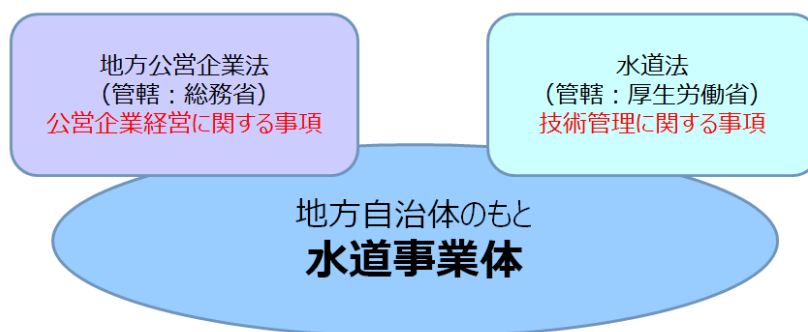 地方公営企業法
（管轄：総務省）
公営企業経営に関する事項
水道法
（管轄：厚生労働省）
技術管理に関する事項
地方自治体のもと
水道事業体